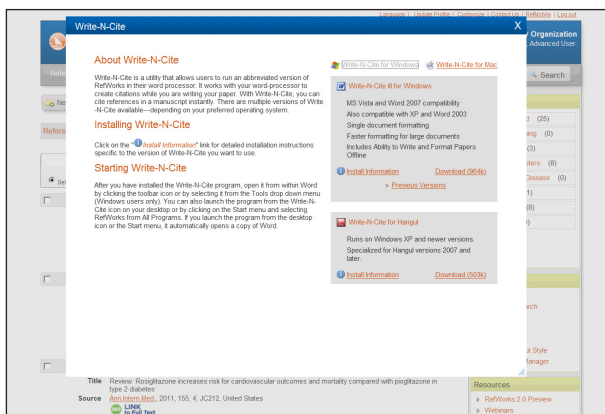 Language | Update Profile | Customize | Contact Us | RefMobile | Log out
Write-N-Cite
X
Organization
Advanced User
Search
About Write-N-Cite
Write-N-Cite is a utility that allows users to run an abbreviated version of
RefWorks in their word processor. It works with your word-processor to
create citations while you are writing your paper. With Write-N-Cite, you can
cite references in a manuscript instantly. There are multiple versions of Write
-N-Cite available---depending on your preferred operating system.
Installing Write-N-Cite
Click on the "Install Information" link for detailed installation instructions
specific to the version of Write-N-Cite you want to use.
Starting Write-N-Cite
After you have installed the Write-N-Cite program, open it from within Word
by clicking the toolbar icon or by selecting it from the Tools drop down menu
(Windows users only). You can also launch the program from the Write-N-
Cite icon on your desktop or by clicking on the Start menu and selecting
RefWorks from All Programs. If you launch the program from the desktop
icon or the Start menu, it automatically opens a copy of Word.
Write-N-Cite for Windows
Write-N-Cite for Mac
Write-N-Cite III for Windows
MS Vista and Word 2007 compatibility
Also compatible with XP and Word 2003
Single document formatting
Faster formatting for large documents
Includes Ability to Write and Format Papers
Offline
Install Information
Download (964k)
» Previous Versions
Write-N-Cite for Hangul
Runs on Windows XP and newer versions
Specialized for Hangul versions 2007 and
later.
Install Information
Download (503k)
(25)
(0)
(3)
(8)
Disease (0)
(8)
Title Review: Rosiglitazone increases risk for cardiovascular outcomes and mortality compared with pioglitazone in
type 2 diabetes
Source Ann.Intern.Med., 2011, 155, 4, JC212, United States
LINK
to Full Text
Resources
RefWorks 2.0 Preview
Webinars